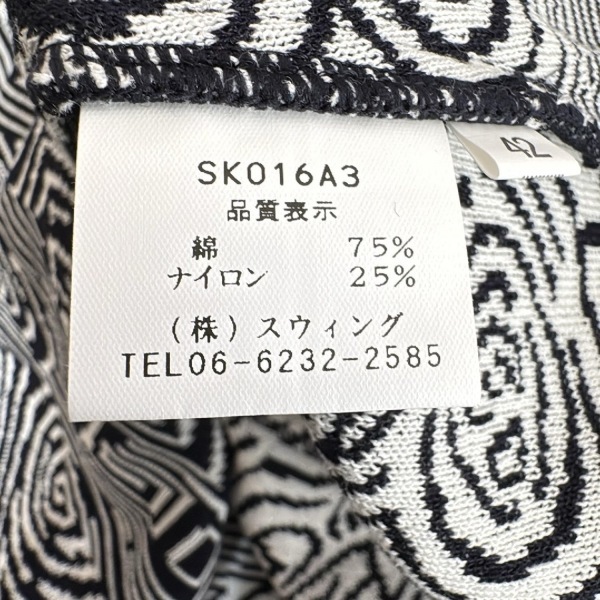 SK016A3
品質表示
綿 75%
ナイロン 25%
(株)スウィング
TEL06-6232-2585
42